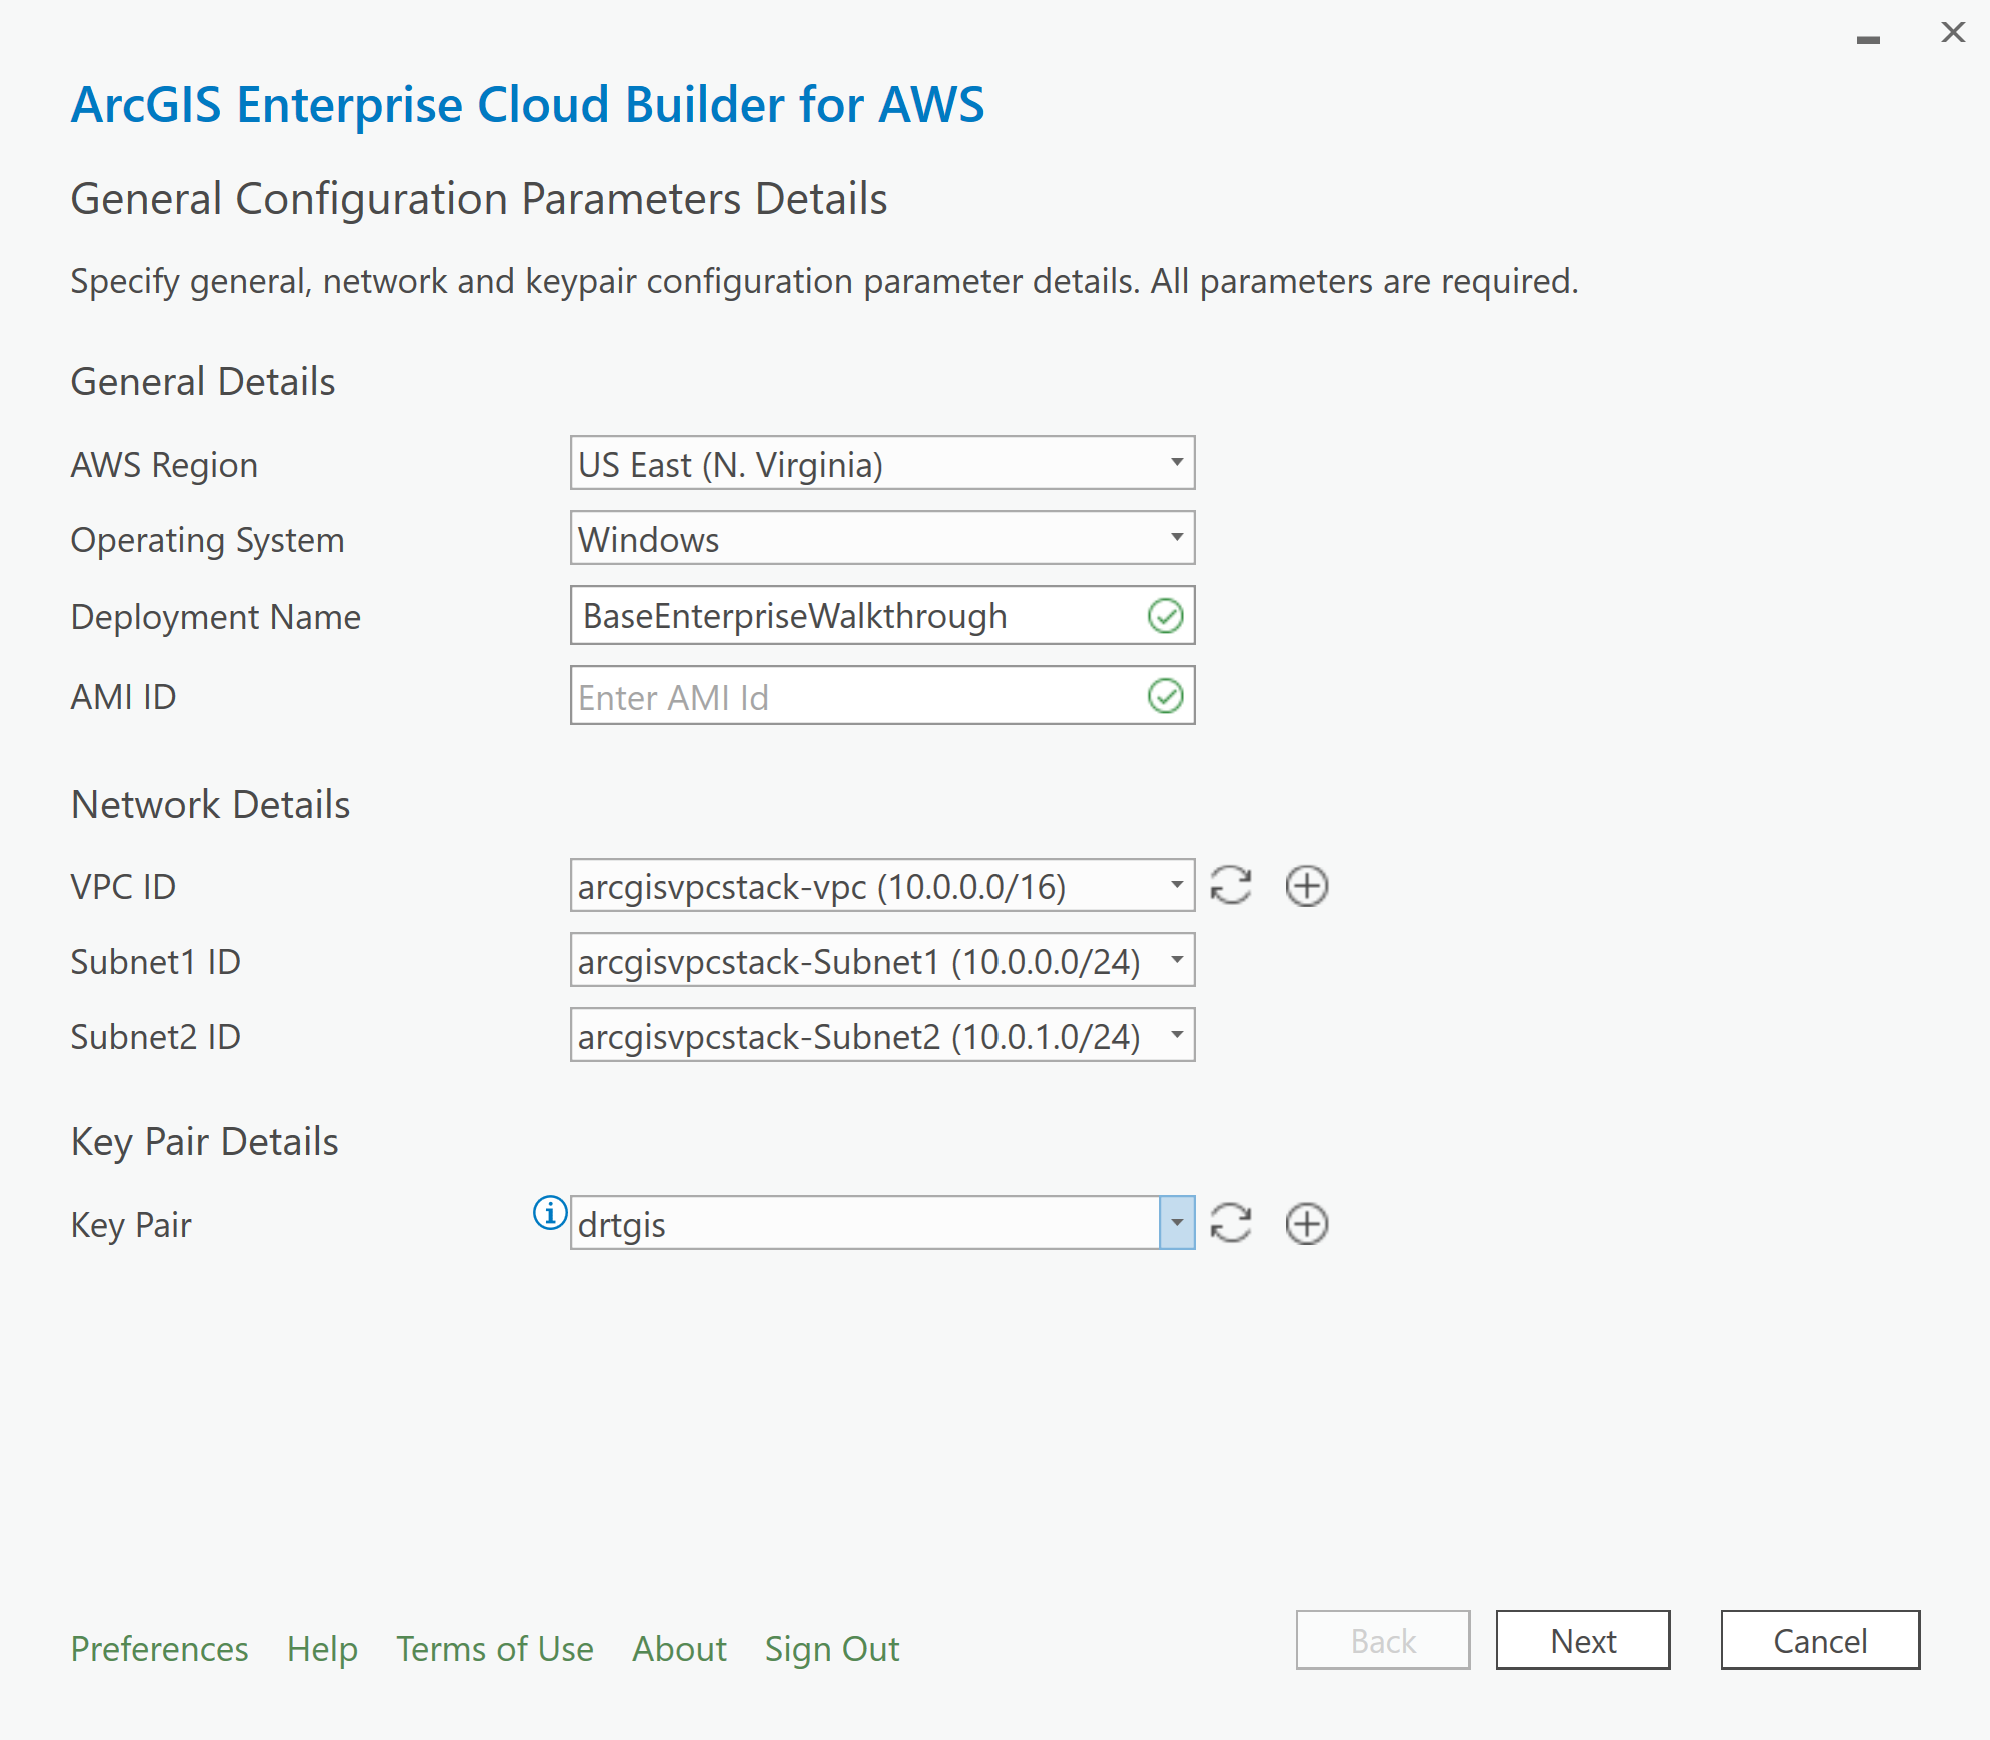 ArcGIS Enterprise Cloud Builder for AWS
General Configuration Parameters Details
Specify general, network and keypair configuration parameter details. All parameters are required.
General Details
AWS Region US East (N. Virginia)
Operating System Windows
Deployment Name BaseEnterpriseWalkthrough
AMI ID Enter AMI Id
Network Details
VPC ID arcgisvpcstack-vpc (10.0.0.0/16)
Subnet1 ID arcgisvpcstack-Subnet1 (10.0.0.0/24)
Subnet2 ID arcgisvpcstack-Subnet2 (10.0.1.0/24)
Key Pair Details
Key Pair drtgis
Preferences Help Terms of Use About Sign Out Back Next Cancel